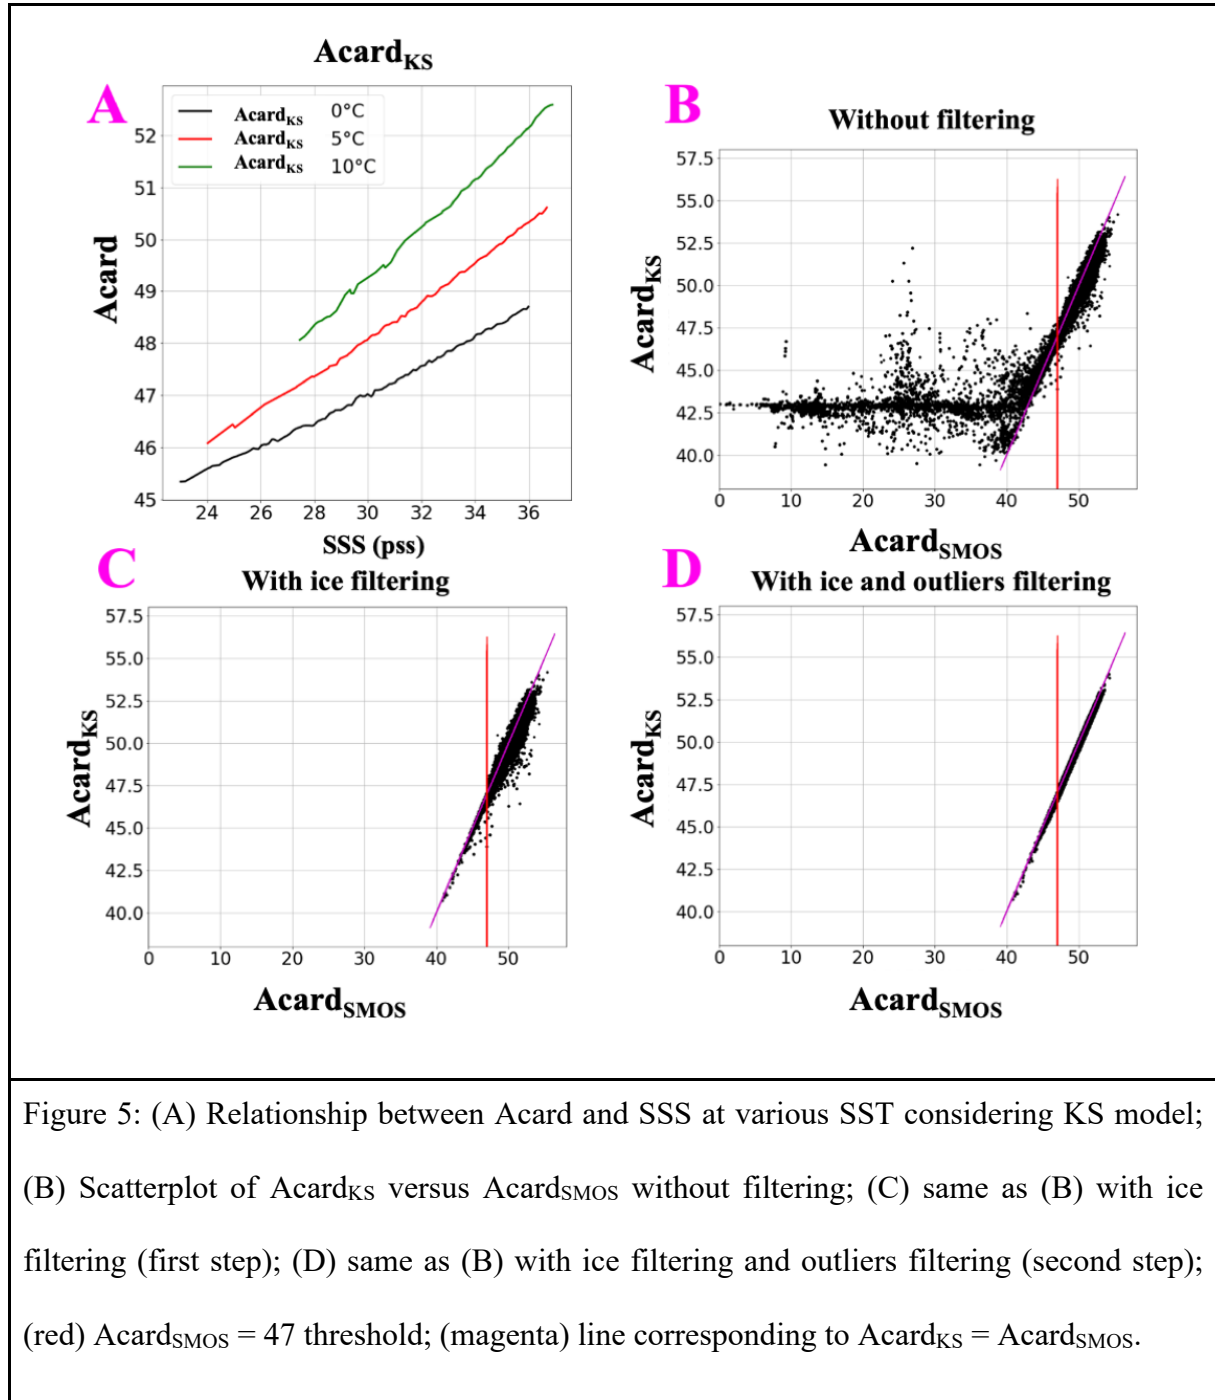 Acard_KS
A
Acard_KS 0°C
Acard_KS 5°C
Acard_KS 10°C
Acard
52
51
50
49
48
47
46
45
24 26 28 30 32 34 36
SSS (pss)
B
Without filtering
Acard_KS
57.5
55.0
52.5
50.0
47.5
45.0
42.5
40.0
0 10 20 30 40 50
Acard_SMOS
C
With ice filtering
Acard_KS
57.5
55.0
52.5
50.0
47.5
45.0
42.5
40.0
0 10 20 30 40 50
Acard_SMOS
D
With ice and outliers filtering
Acard_KS
57.5
55.0
52.5
50.0
47.5
45.0
42.5
40.0
0 10 20 30 40 50
Acard_SMOS
Figure 5: (A) Relationship between Acard and SSS at various SST considering KS model;
(B) Scatterplot of Acard_KS versus Acard_SMOS without filtering; (C) same as (B) with ice
filtering (first step); (D) same as (B) with ice filtering and outliers filtering (second step);
(red) Acard_SMOS = 47 threshold; (magenta) line corresponding to Acard_KS = Acard_SMOS.